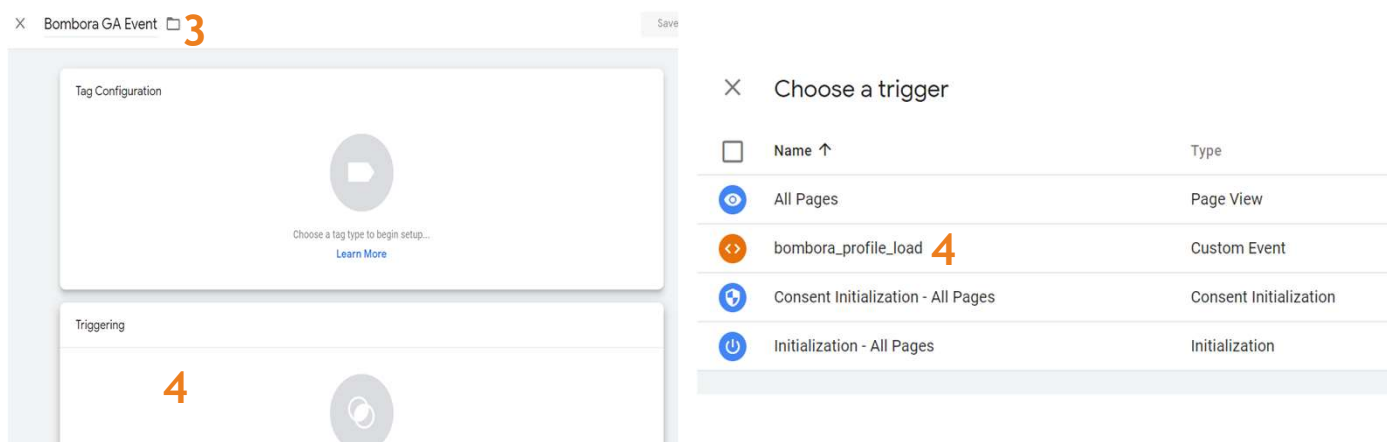 Bombora GA Event 3
Save
Tag Configuration
Choose a tag type to begin setup...
Learn More
Triggering
4
Choose a trigger
Name ↑ Type
All Pages Page View
bombora_profile_load 4 Custom Event
Consent Initialization - All Pages Consent Initialization
Initialization - All Pages Initialization